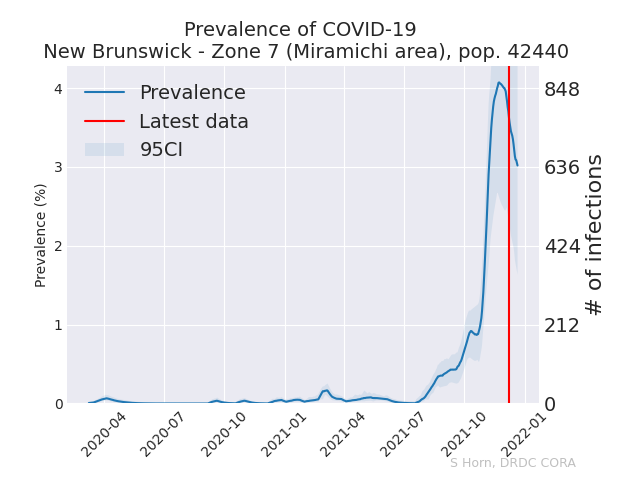 Prevalence of COVID-19
New Brunswick - Zone 7 (Miramichi area), pop. 42440
Prevalence
Latest data
95CI
Prevalence (%)
4
3
2
1
0
848
636
424
212
0
# of infections
2020-04
2020-07
2020-10
2021-01
2021-04
2021-07
2021-10
2022-01
S Horn, DRDC CORA